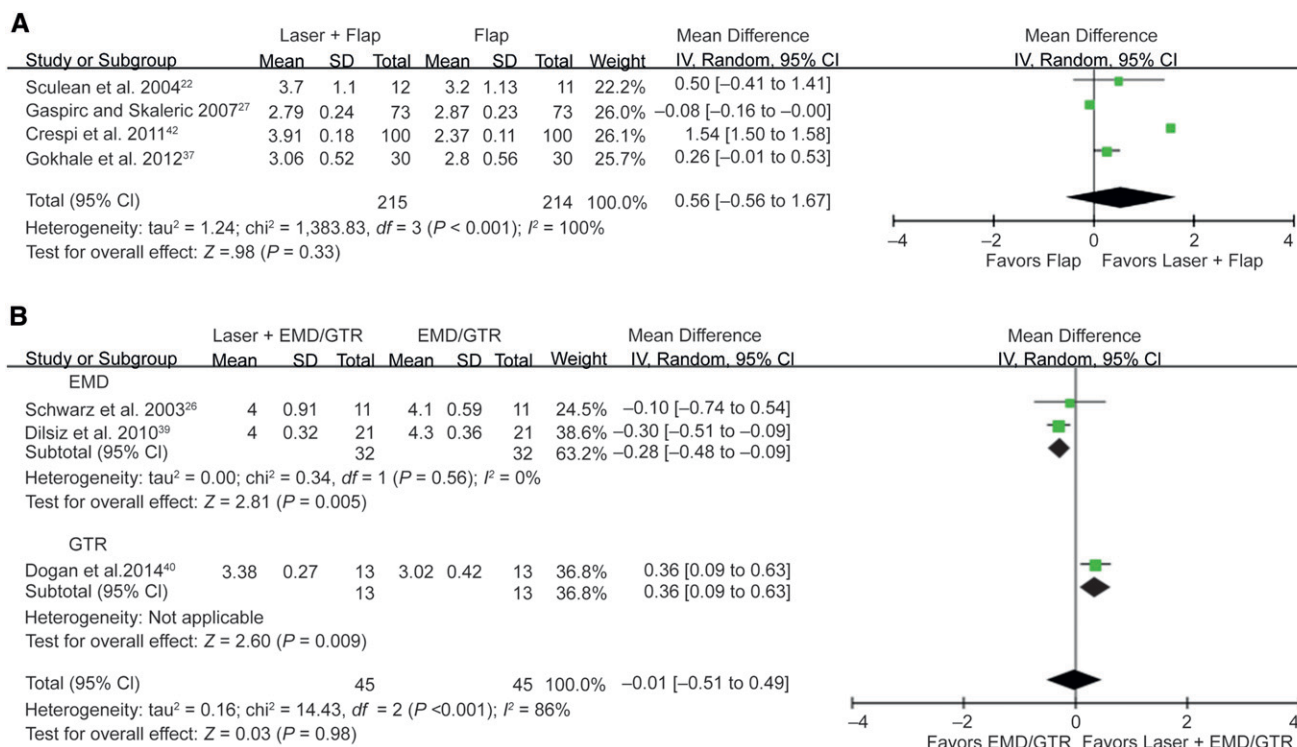 A
Laser + Flap Flap Mean Difference Mean Difference
Study or Subgroup Mean SD Total Mean SD Total Weight IV, Random, 95% CI IV, Random, 95% CI
Sculean et al. 2004²² 3.7 1.1 12 3.2 1.13 11 22.2% 0.50 [–0.41 to 1.41]
Gaspirc and Skaleric 2007²⁷ 2.79 0.24 73 2.87 0.23 73 26.0% –0.08 [–0.16 to –0.00]
Crespi et al. 2011⁴² 3.91 0.18 100 2.37 0.11 100 26.1% 1.54 [1.50 to 1.58]
Gokhale et al. 2012³⁷ 3.06 0.52 30 2.8 0.56 30 25.7% 0.26 [–0.01 to 0.53]
Total (95% CI) 215 214 100.0% 0.56 [–0.56 to 1.67]
Heterogeneity: tau² = 1.24; chi² = 1,383.83, df = 3 (P < 0.001); I² = 100%
Test for overall effect: Z =.98 (P = 0.33)
–4 –2 0 2 4
Favors Flap Favors Laser + Flap
B
Laser + EMD/GTR EMD/GTR Mean Difference Mean Difference
Study or Subgroup Mean SD Total Mean SD Total Weight IV, Random, 95% CI IV, Random, 95% CI
EMD
Schwarz et al. 2003²⁶ 4 0.91 11 4.1 0.59 11 24.5% –0.10 [–0.74 to 0.54]
Dilsiz et al. 2010³⁹ 4 0.32 21 4.3 0.36 21 38.6% –0.30 [–0.51 to –0.09]
Subtotal (95% CI) 32 32 63.2% –0.28 [–0.48 to –0.09]
Heterogeneity: tau² = 0.00; chi² = 0.34, df = 1 (P = 0.56); I² = 0%
Test for overall effect: Z = 2.81 (P = 0.005)
GTR
Dogan et al.2014⁴⁰ 3.38 0.27 13 3.02 0.42 13 36.8% 0.36 [0.09 to 0.63]
Subtotal (95% CI) 13 13 36.8% 0.36 [0.09 to 0.63]
Heterogeneity: Not applicable
Test for overall effect: Z = 2.60 (P = 0.009)
Total (95% CI) 45 45 100.0% –0.01 [–0.51 to 0.49]
Heterogeneity: tau² = 0.16; chi² = 14.43, df = 2 (P <0.001); I² = 86%
Test for overall effect: Z = 0.03 (P = 0.98)
–4 –2 0 2 4
Favors EMD/GTR Favors Laser + EMD/GTR